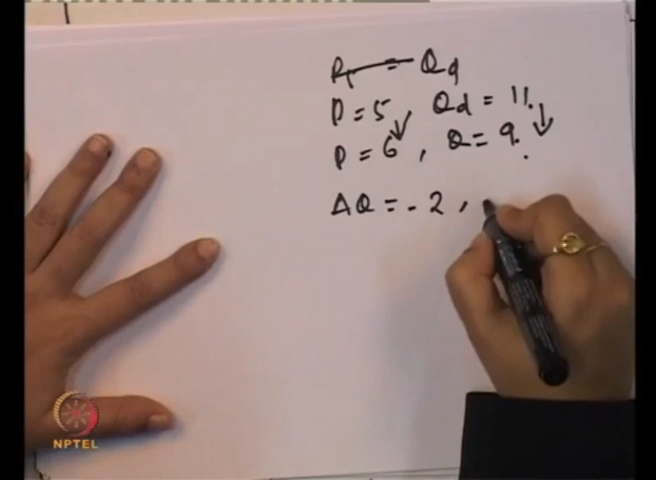 = Qd
P = 5 Qd = 11.
P = 6 , Q = 9.
ΔQ = - 2 ,
NPTEL